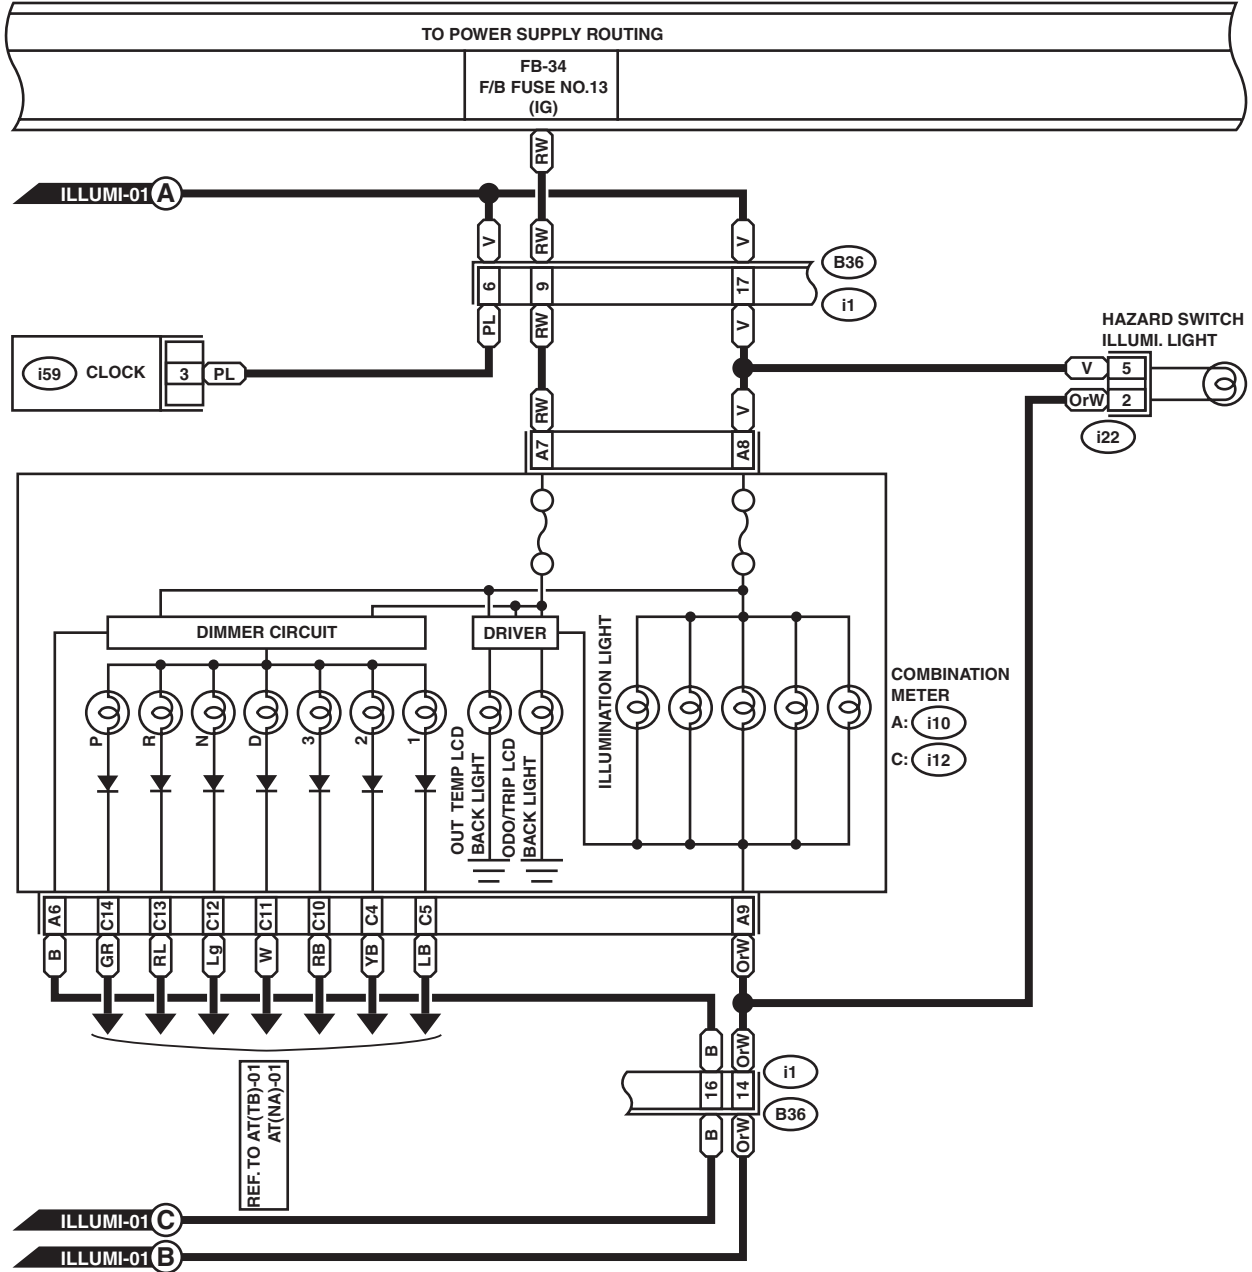 TO POWER SUPPLY ROUTING
FB-34
F/B FUSE NO.13
(IG)
RW
ILLUMI-01 A
V
RW
V
B36
6
9
17
i1
PL
RW
V
HAZARD SWITCH
ILLUMI. LIGHT
i59
CLOCK
3
PL
V
5
OrW
2
i22
RW
V
A7
A8
DIMMER CIRCUIT
DRIVER
P
R
N
D
3
2
1
OUT TEMP LCD
BACK LIGHT
ODO/TRIP LCD
BACK LIGHT
ILLUMINATION LIGHT
COMBINATION
METER
A: i10
C: i12
A6
C14
C13
C12
C11
C10
C4
C5
A9
B
GR
RL
Lg
W
RB
YB
LB
OrW
B
OrW
16
14
i1
B36
B
OrW
REF. TO AT(TB)-01
AT(NA)-01
ILLUMI-01 C
ILLUMI-01 B